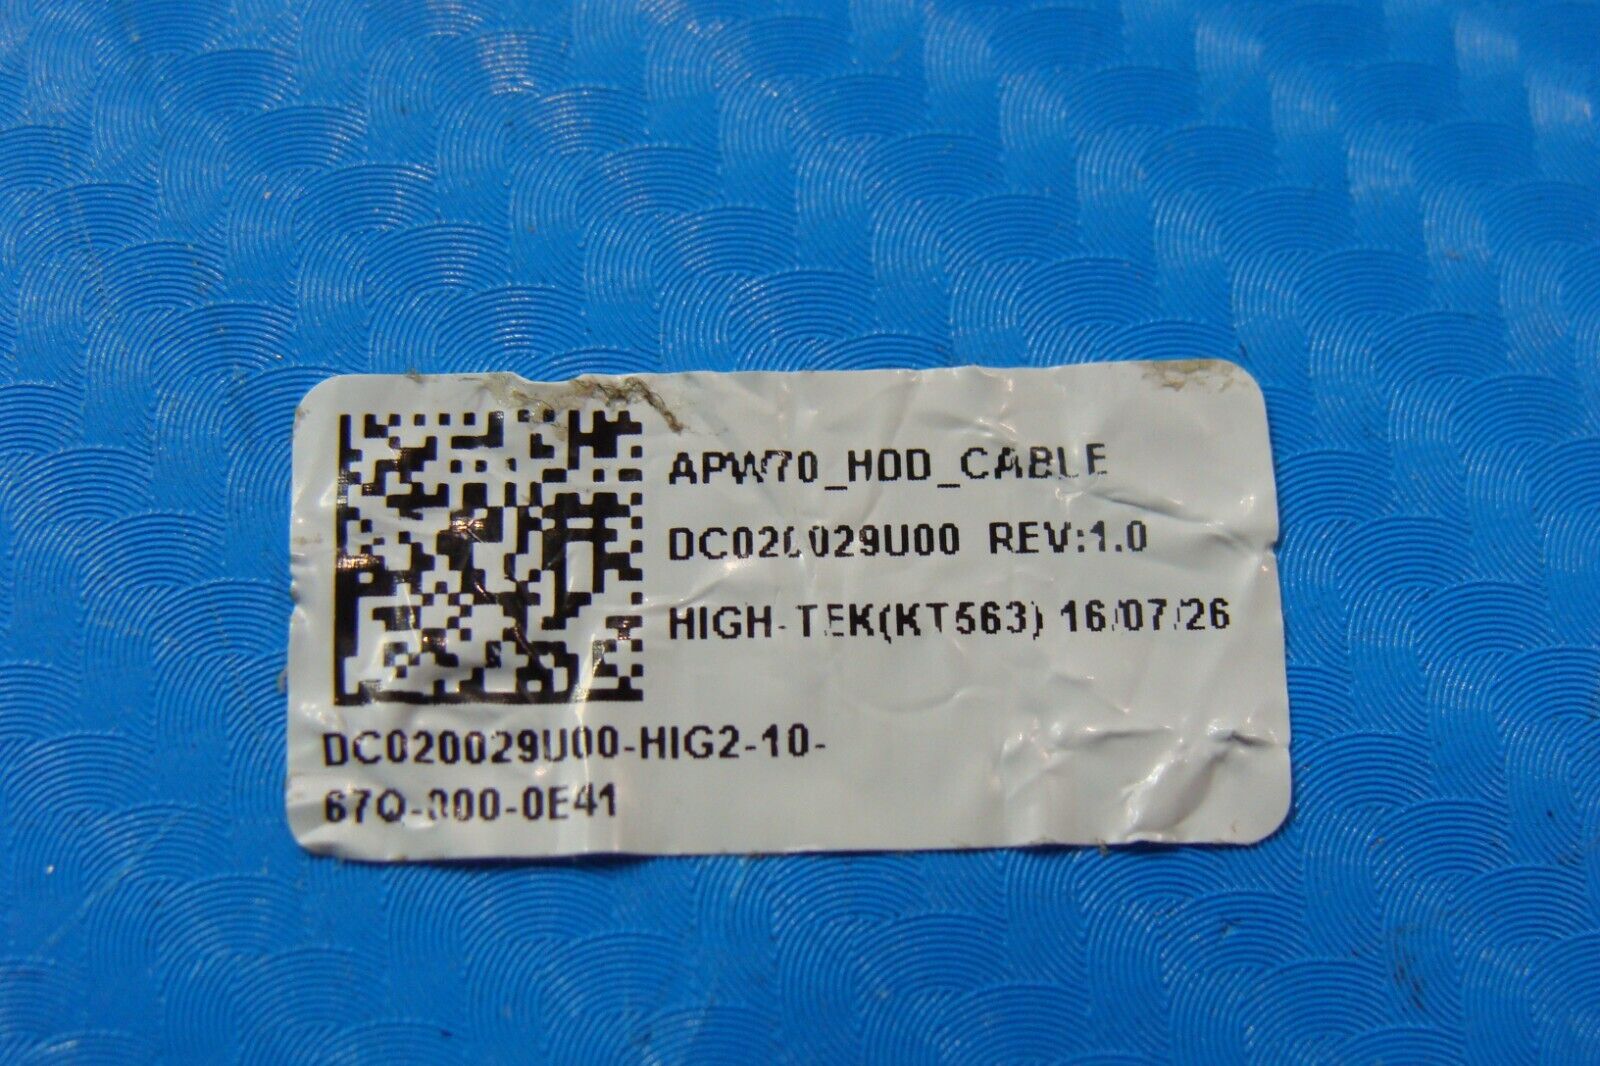 APW70_HDD_CABLE
DC020029U00 REV:1.0
HIGH-TEK(KT563) 16/07/26
DC020029U00-HIG2-10-
67Q-000-0E41